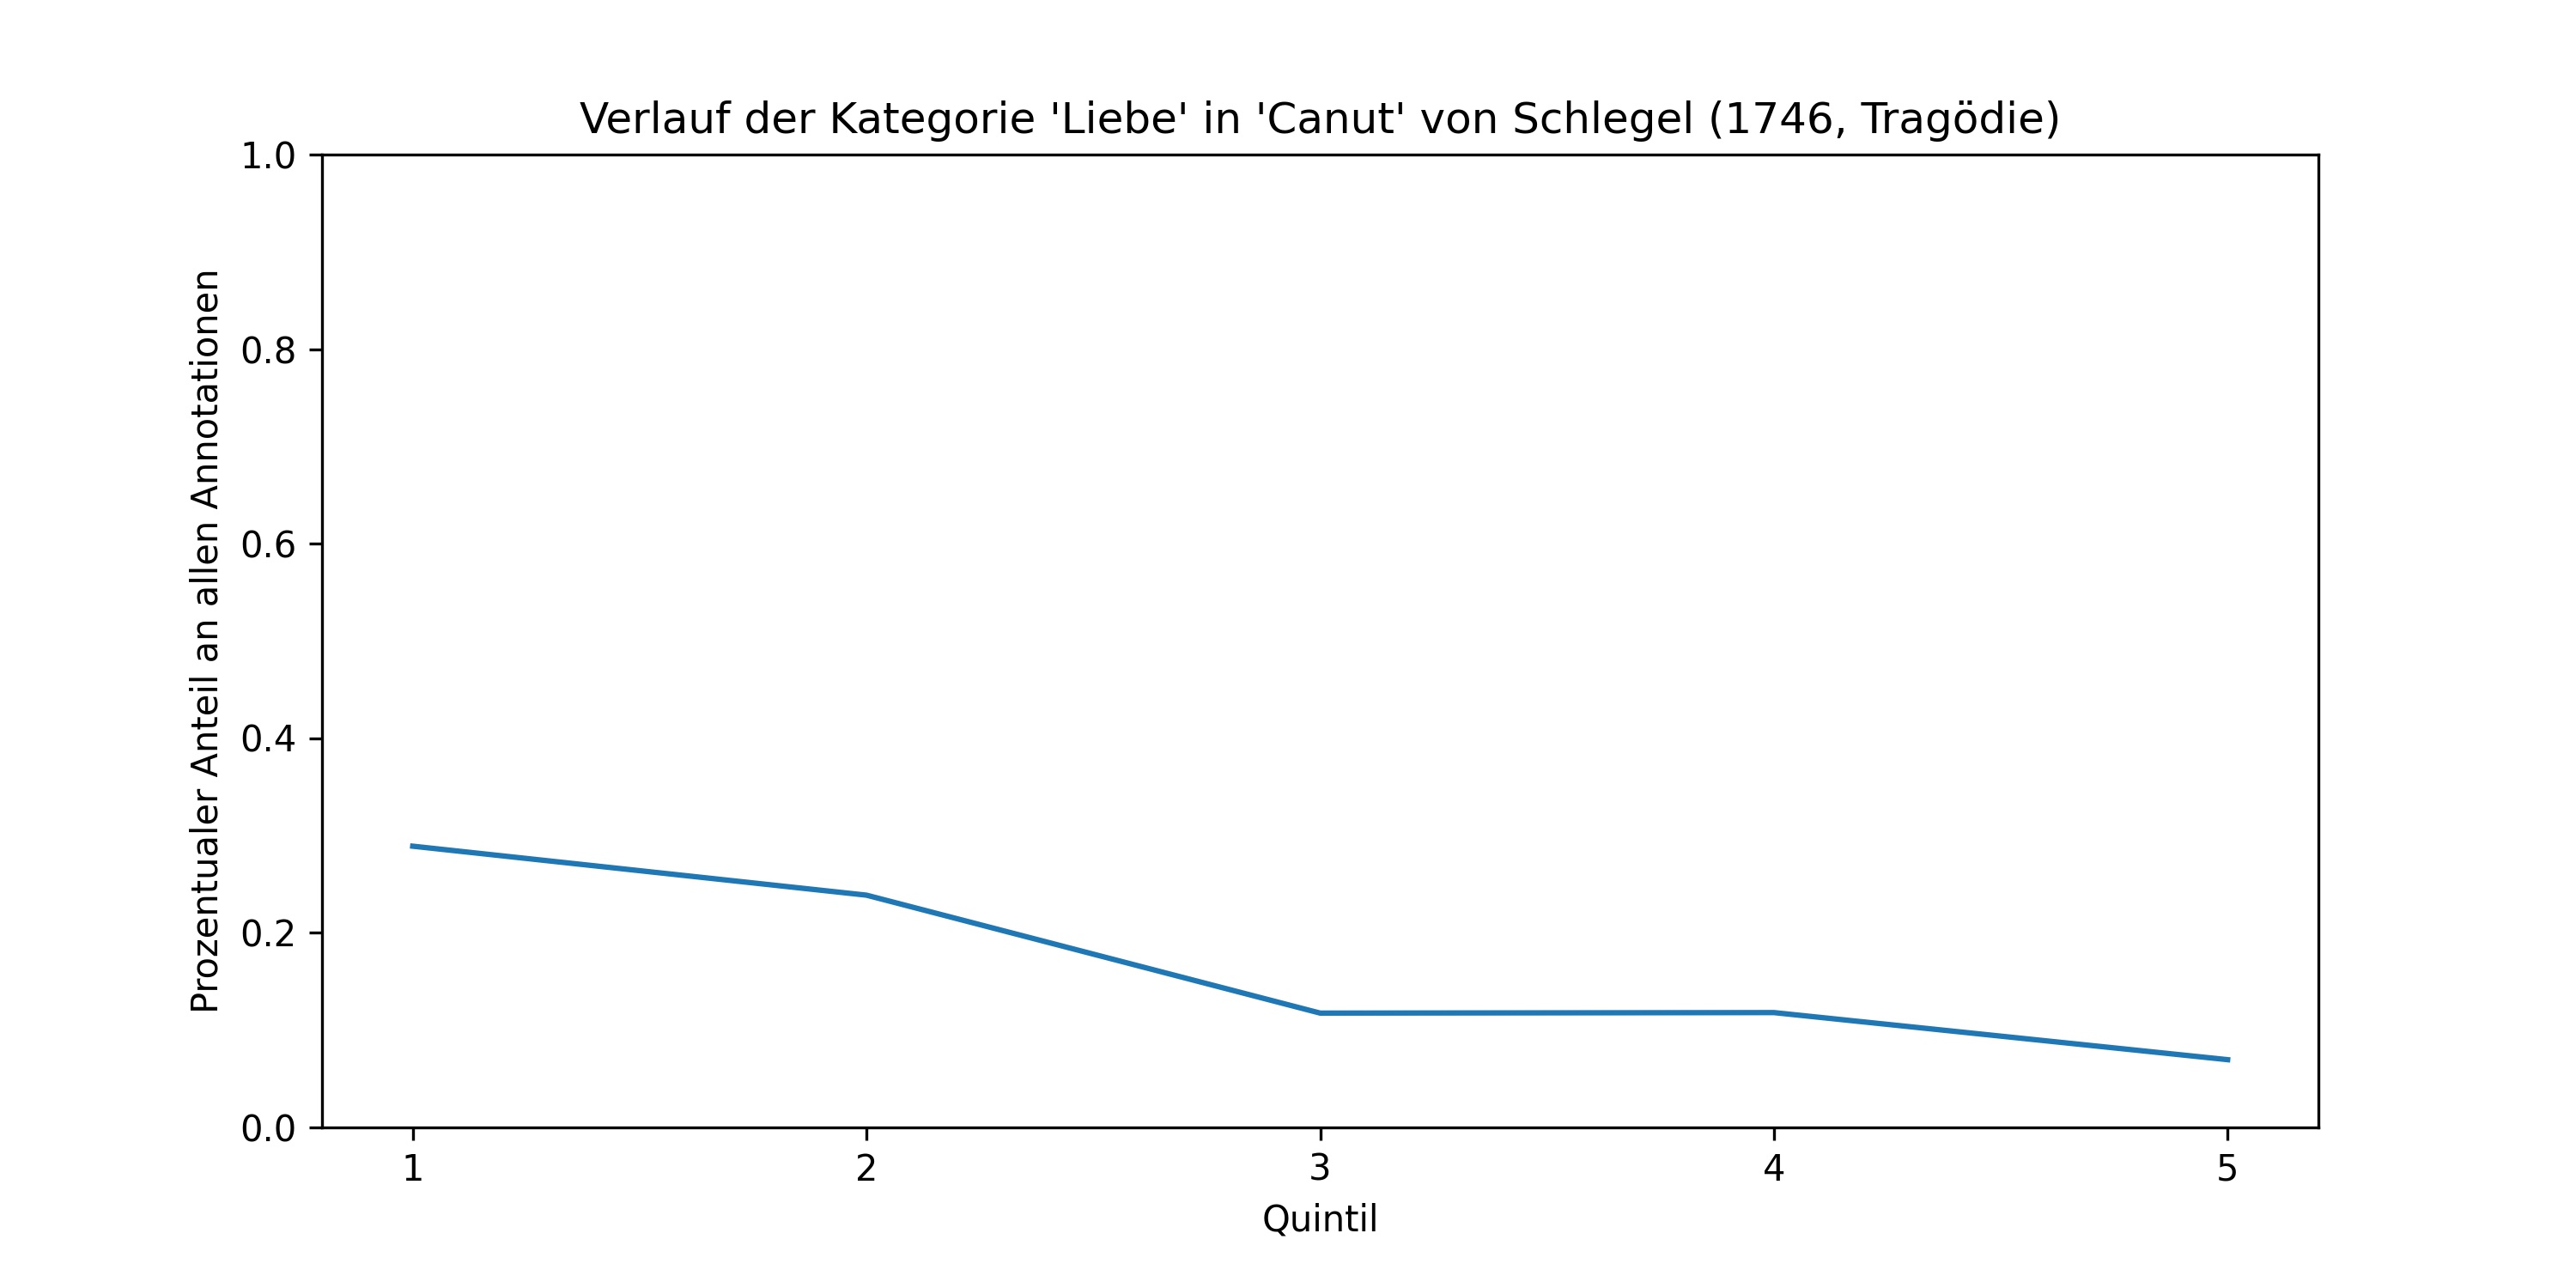 Verlauf der Kategorie 'Liebe' in 'Canut' von Schlegel (1746, Tragödie)
Prozentualer Anteil an allen Annotationen
1.0
0.8
0.6
0.4
0.2
0.0
1 2 3 4 5
Quintil